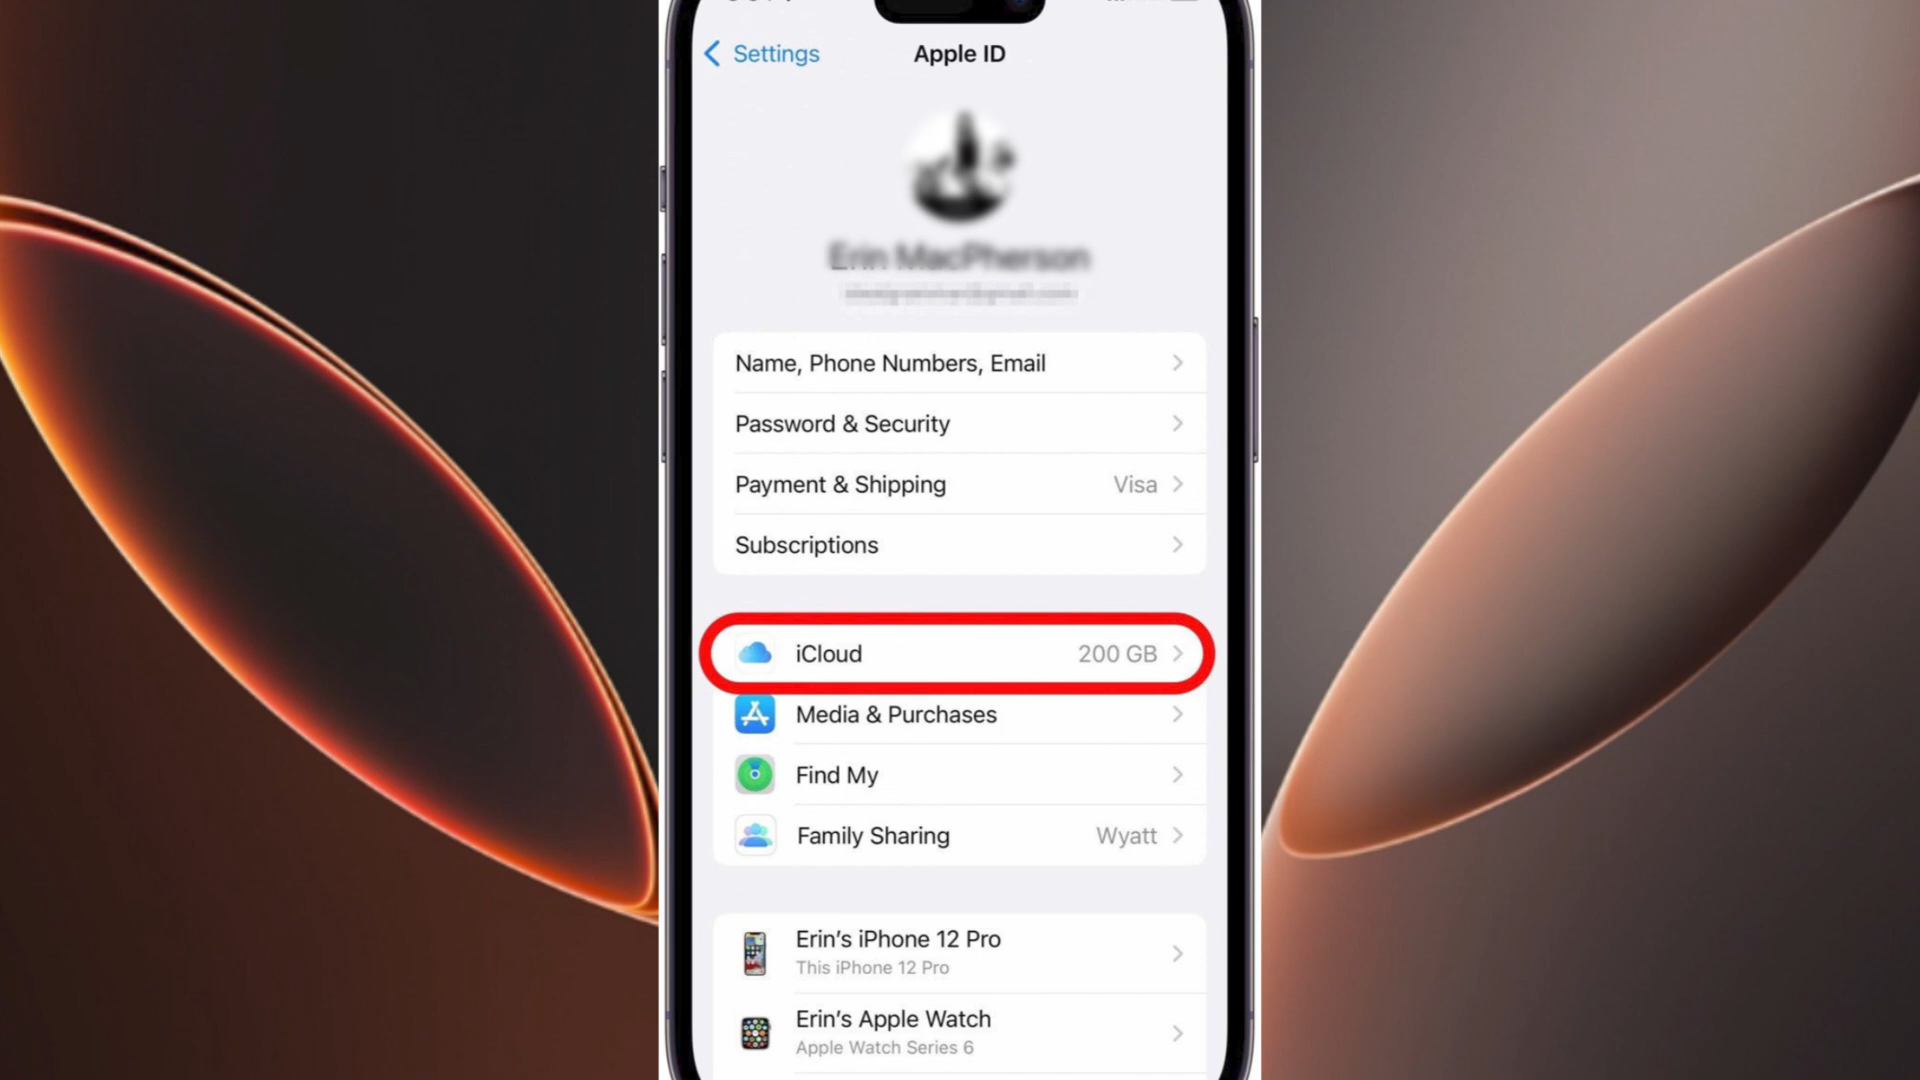 Settings
Apple ID
Erin MacPherson
Name, Phone Numbers, Email
Password & Security
Payment & Shipping Visa
Subscriptions
iCloud 200 GB
Media & Purchases
Find My
Family Sharing Wyatt
Erin’s iPhone 12 Pro
This iPhone 12 Pro
Erin’s Apple Watch
Apple Watch Series 6